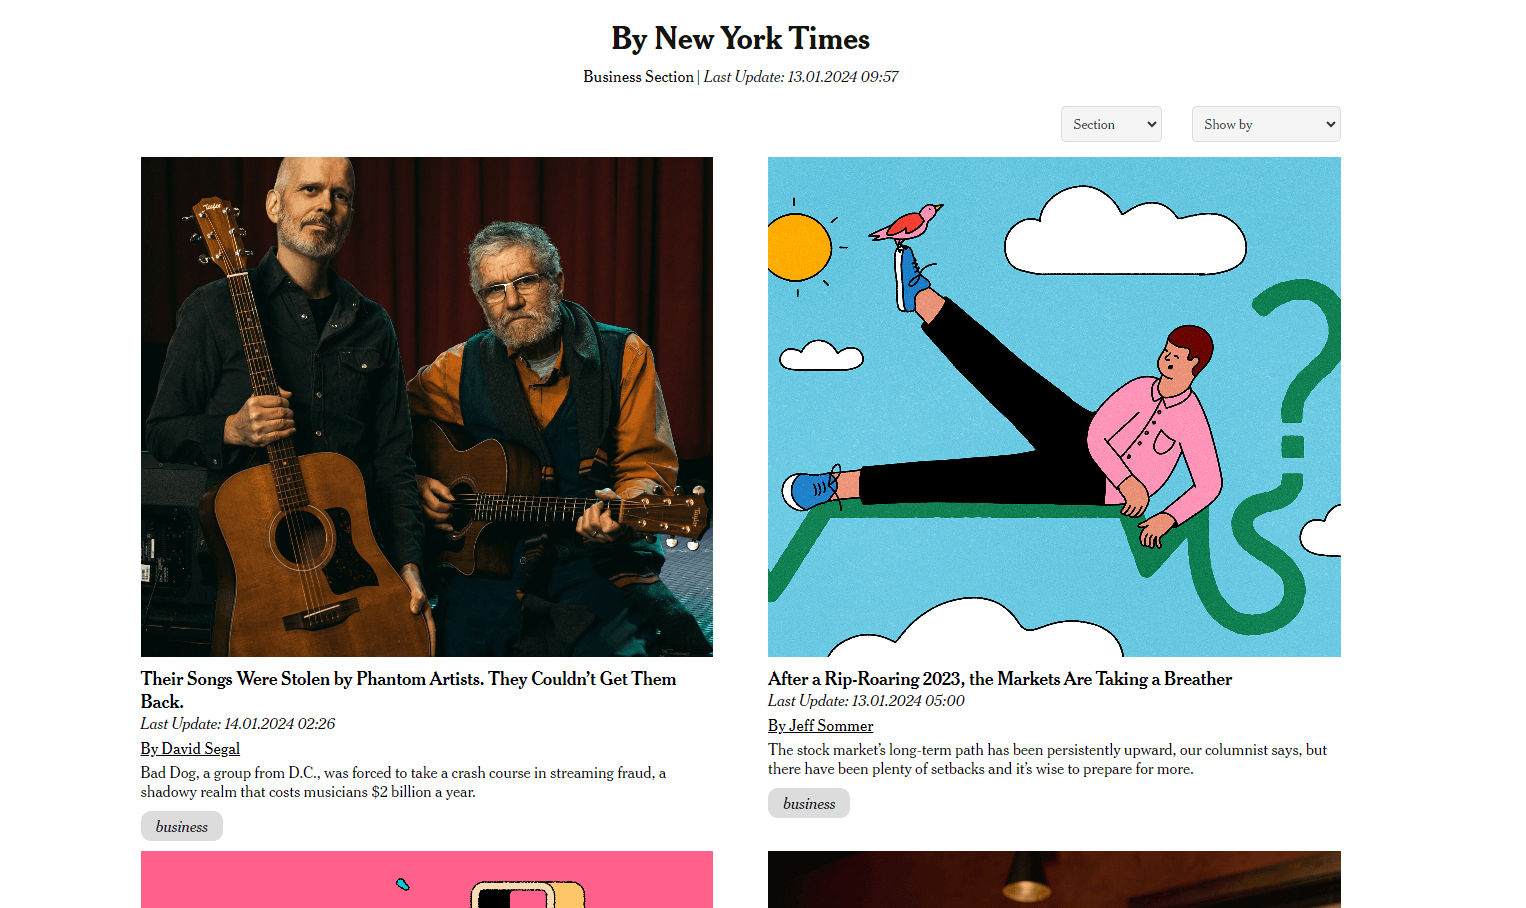 By New York Times
Business Section | Last Update: 13.01.2024 09:57
Section
Show by
Their Songs Were Stolen by Phantom Artists. They Couldn’t Get Them
Back.
Last Update: 14.01.2024 02:26
By David Segal
Bad Dog, a group from D.C., was forced to take a crash course in streaming fraud, a
shadowy realm that costs musicians $2 billion a year.
business
After a Rip-Roaring 2023, the Markets Are Taking a Breather
Last Update: 13.01.2024 05:00
By Jeff Sommer
The stock market’s long-term path has been persistently upward, our columnist says, but
there have been plenty of setbacks and it’s wise to prepare for more.
business